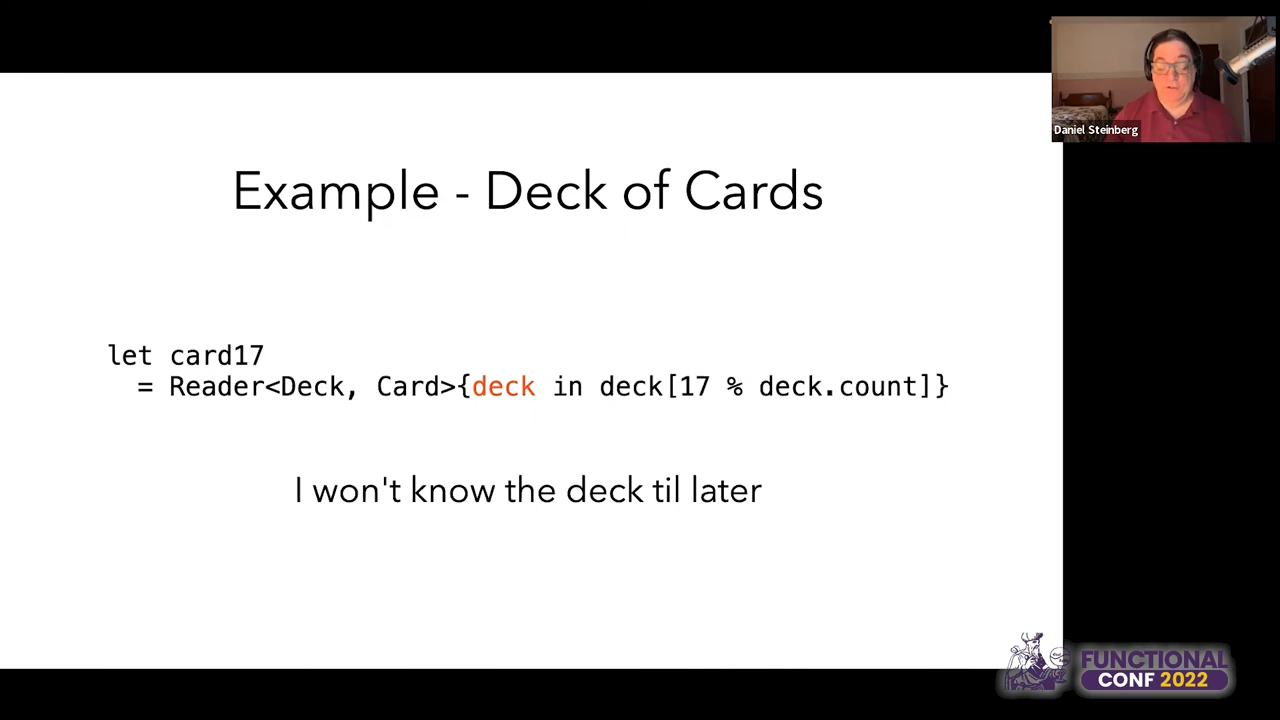 Daniel Steinberg
Example - Deck of Cards
let card17
= Reader<Deck, Card>{deck in deck[17 % deck.count]}
I won't know the deck til later
FUNCTIONAL
CONF 2022